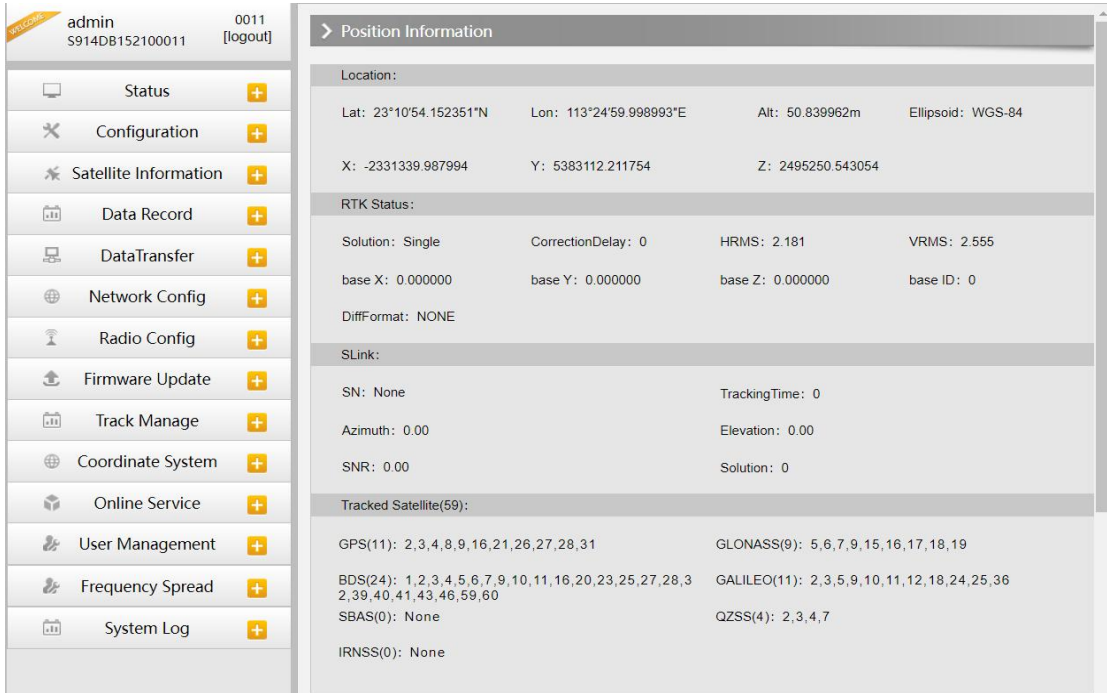 WELCOME
admin
0011
S914DB152100011
[logout]
Status
Configuration
Satellite Information
Data Record
DataTransfer
Network Config
Radio Config
Firmware Update
Track Manage
Coordinate System
Online Service
User Management
Frequency Spread
System Log
Position Information
Location:
Lat: 23°10'54.152351"N Lon: 113°24'59.998993"E Alt: 50.839962m Ellipsoid: WGS-84
X: -2331339.987994 Y: 5383112.211754 Z: 2495250.543054
RTK Status:
Solution: Single CorrectionDelay: 0 HRMS: 2.181 VRMS: 2.555
base X: 0.000000 base Y: 0.000000 base Z: 0.000000 base ID: 0
DiffFormat: NONE
SLink:
SN: None TrackingTime: 0
Azimuth: 0.00 Elevation: 0.00
SNR: 0.00 Solution: 0
Tracked Satellite(59):
GPS(11): 2,3,4,8,9,16,21,26,27,28,31 GLONASS(9): 5,6,7,9,15,16,17,18,19
BDS(24): 1,2,3,4,5,6,7,9,10,11,16,20,23,25,27,28,3 GALILEO(11): 2,3,5,9,10,11,12,18,24,25,36
2,39,40,41,43,46,59,60
SBAS(0): None QZSS(4): 2,3,4,7
IRNSS(0): None